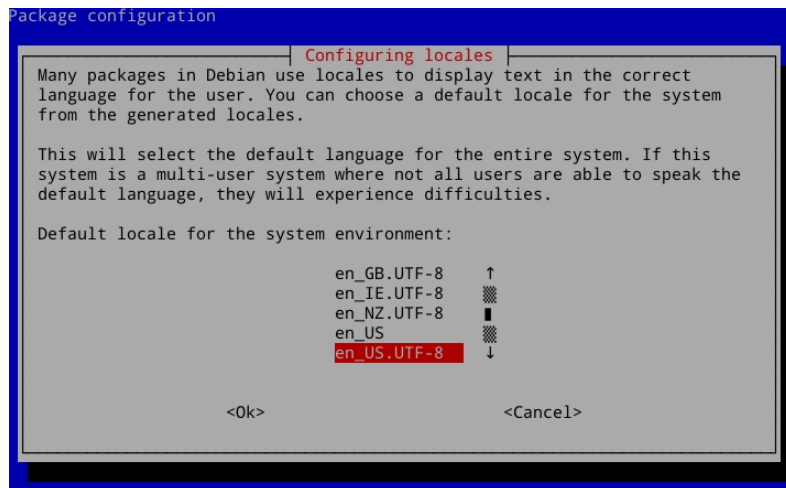 Package configuration
Configuring locales
Many packages in Debian use locales to display text in the correct
language for the user. You can choose a default locale for the system
from the generated locales.
This will select the default language for the entire system. If this
system is a multi-user system where not all users are able to speak the
default language, they will experience difficulties.
Default locale for the system environment:
en_GB.UTF-8 ↑
en_IE.UTF-8
en_NZ.UTF-8
en_US
en_US.UTF-8 ↓
<Ok> <Cancel>